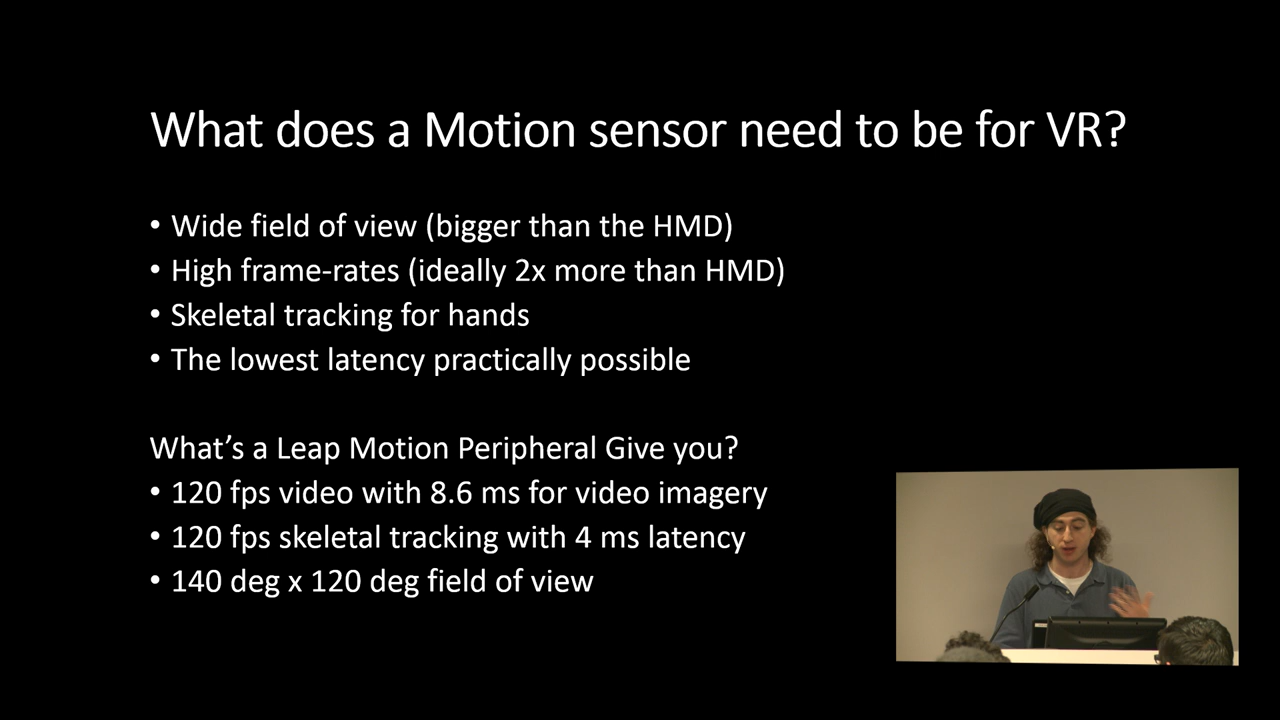 What does a Motion sensor need to be for VR?
• Wide field of view (bigger than the HMD)
• High frame-rates (ideally 2x more than HMD)
• Skeletal tracking for hands
• The lowest latency practically possible
What’s a Leap Motion Peripheral Give you?
• 120 fps video with 8.6 ms for video imagery
• 120 fps skeletal tracking with 4 ms latency
• 140 deg x 120 deg field of view